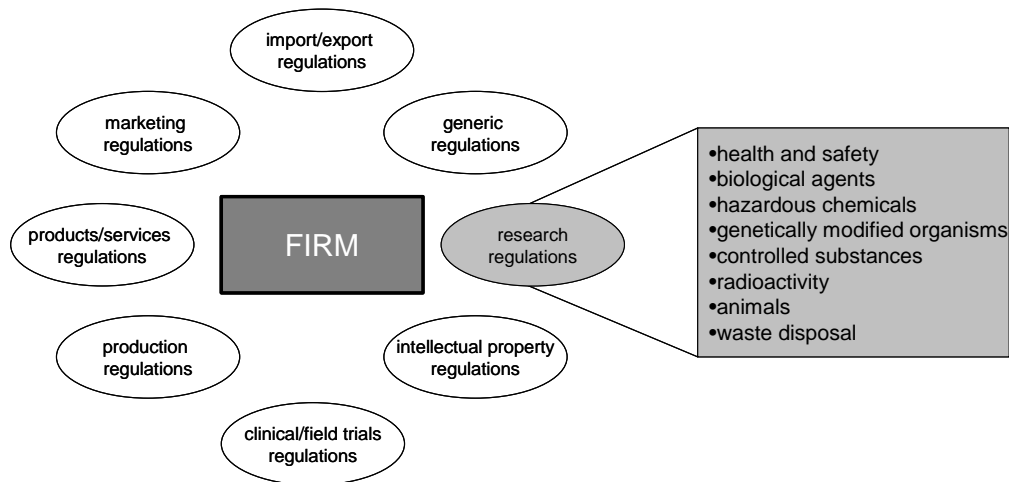 import/export
regulations
marketing
regulations
generic
regulations
products/services
regulations
FIRM
research
regulations
•health and safety
•biological agents
•hazardous chemicals
•genetically modified organisms
•controlled substances
•radioactivity
•animals
•waste disposal
production
regulations
intellectual property
regulations
clinical/field trials
regulations